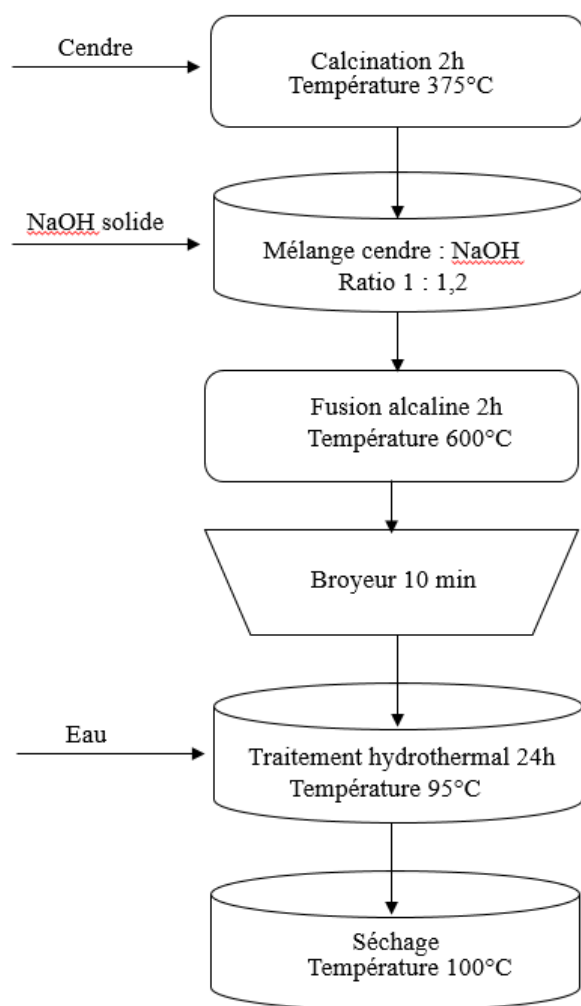 Cendre
Calcination 2h
Température 375°C
NaOH solide
Mélange cendre : NaOH
Ratio 1 : 1,2
Fusion alcaline 2h
Température 600°C
Broyeur 10 min
Eau
Traitement hydrothermal 24h
Température 95°C
Séchage
Température 100°C